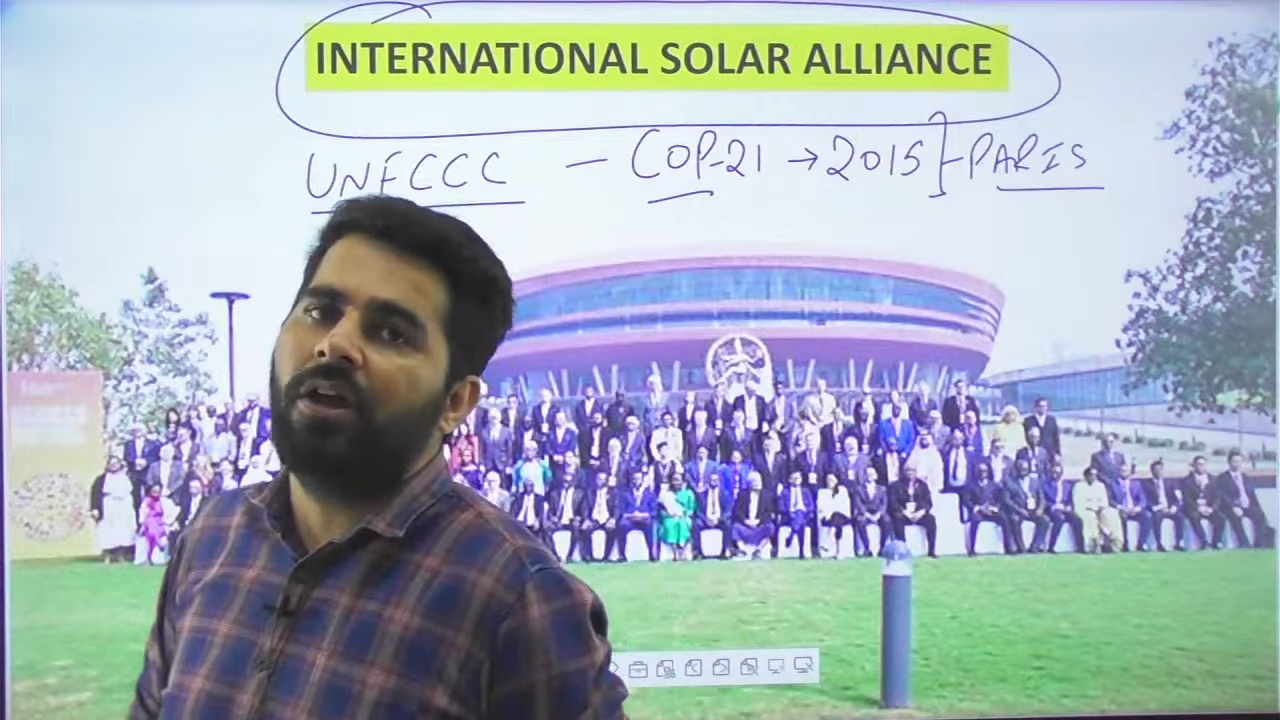 INTERNATIONAL SOLAR ALLIANCE
UNFCCC – COP-21 → 2015} PARIS